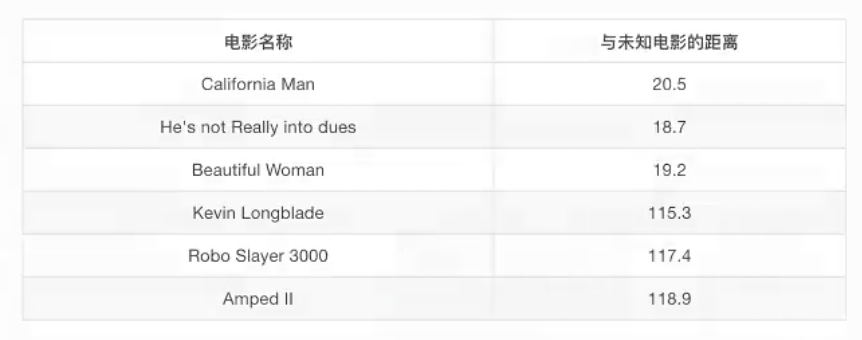 电影名称 与未知电影的距离
California Man 20.5
He's not Really into dues 18.7
Beautiful Woman 19.2
Kevin Longblade 115.3
Robo Slayer 3000 117.4
Amped II 118.9